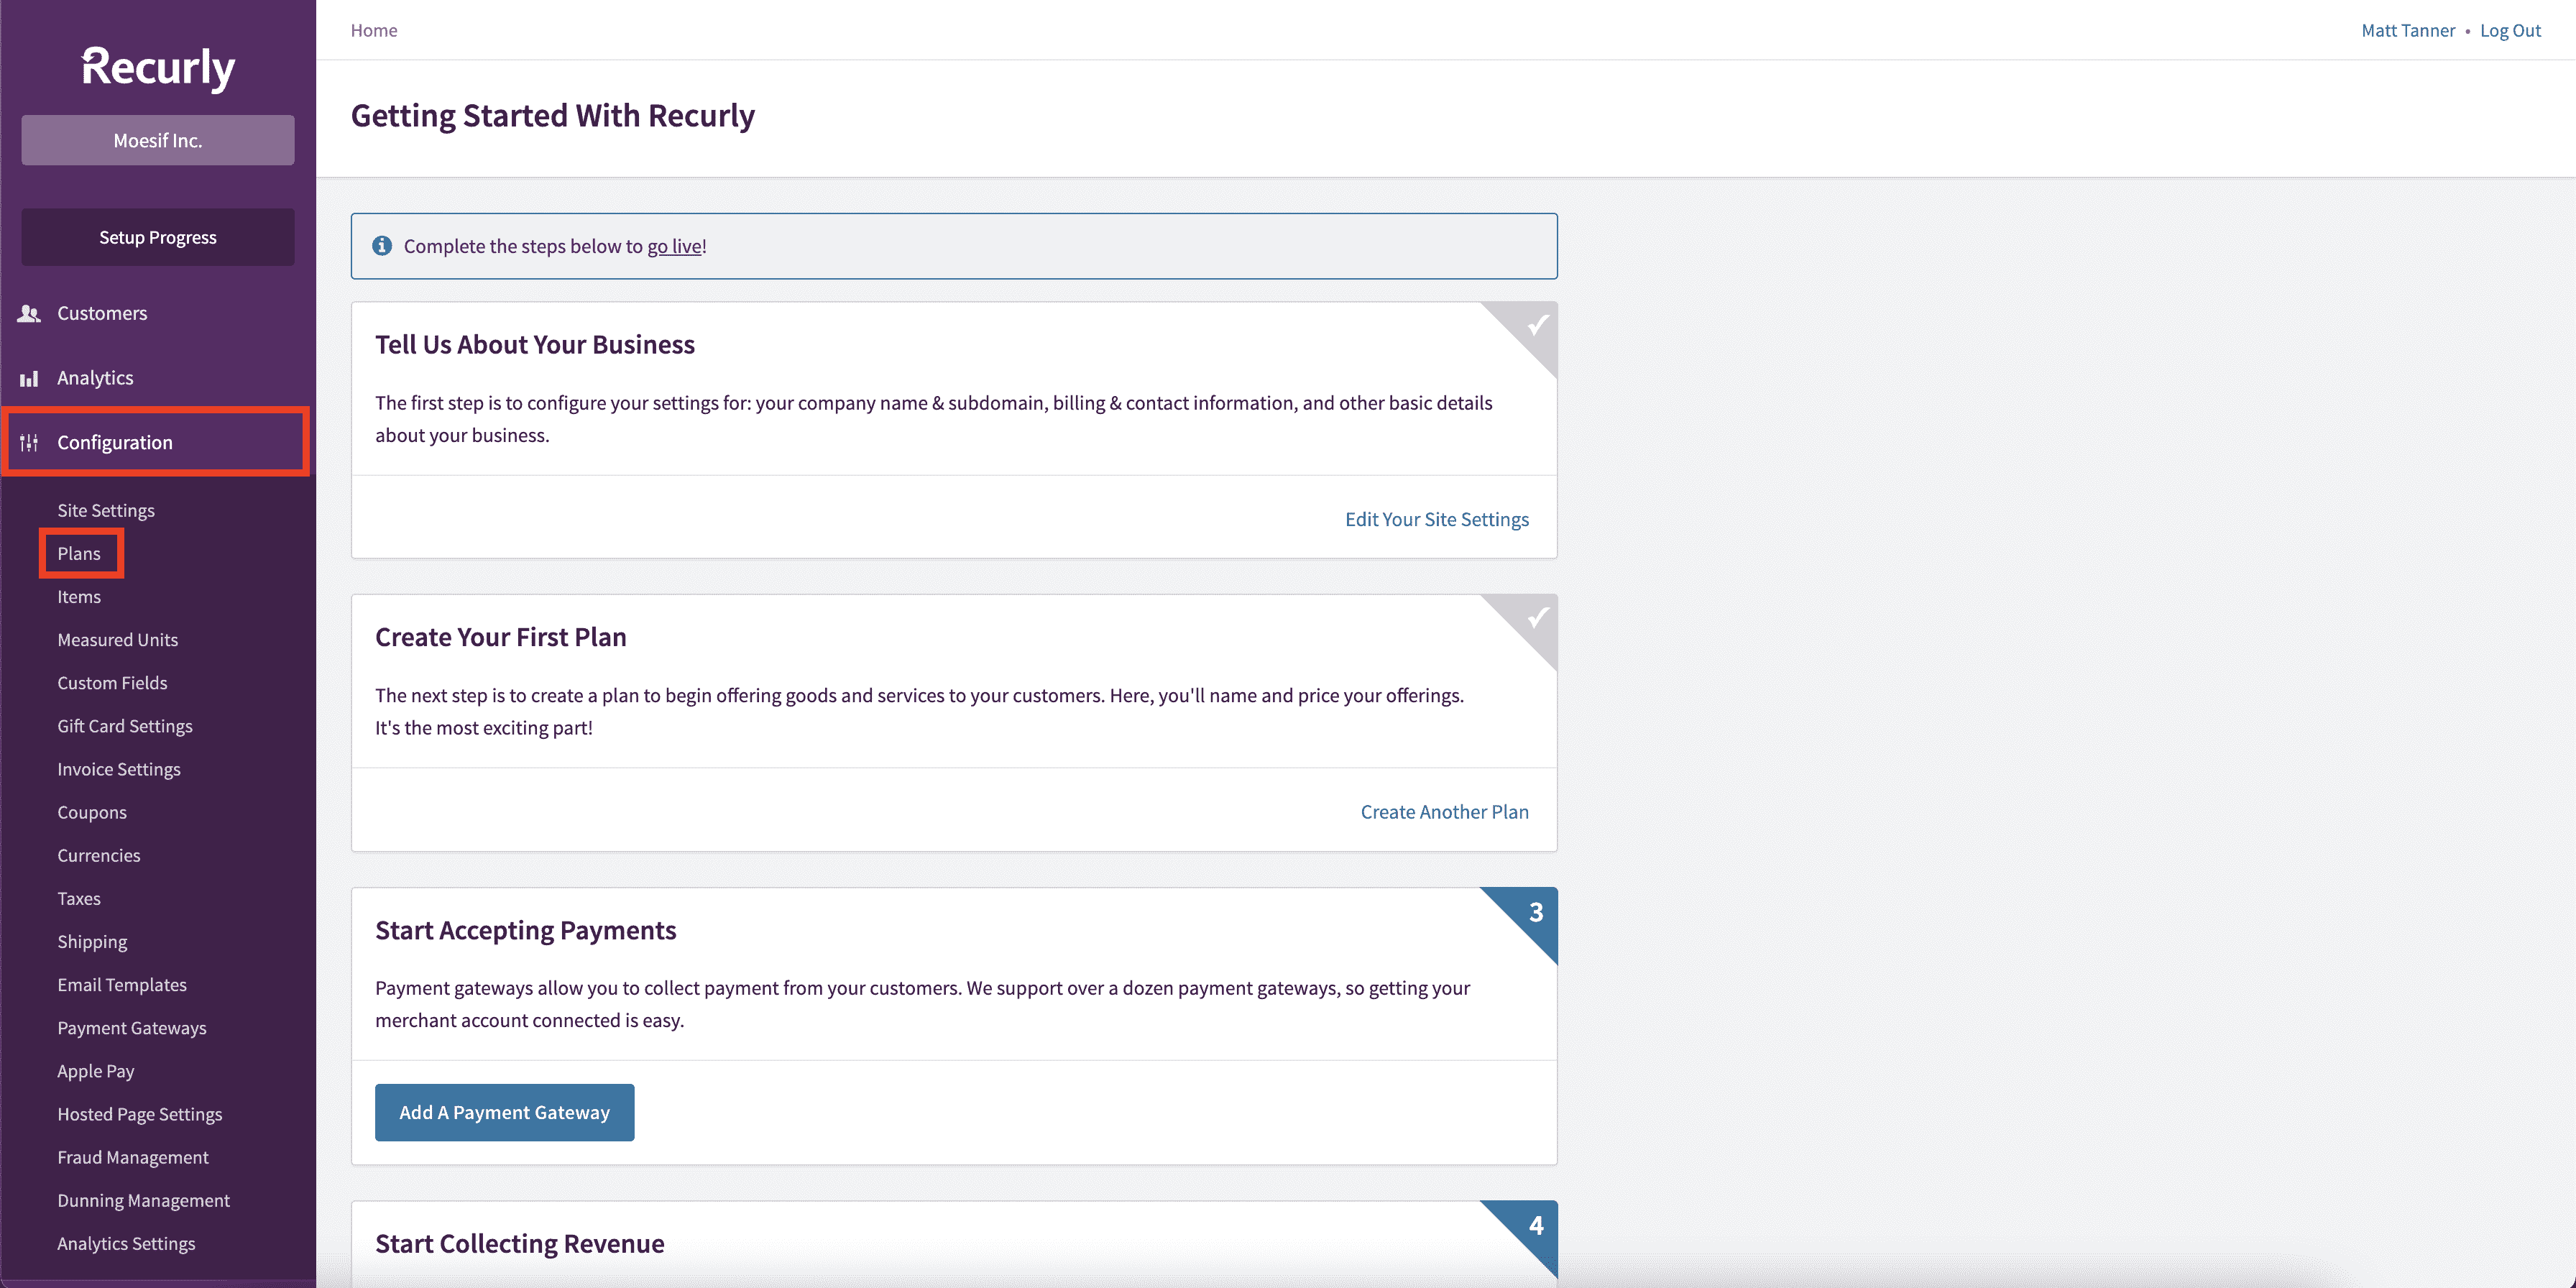 Recurly
Moesif Inc.
Setup Progress
Customers
Analytics
Configuration
Site Settings
Plans
Items
Measured Units
Custom Fields
Gift Card Settings
Invoice Settings
Coupons
Currencies
Taxes
Shipping
Email Templates
Payment Gateways
Apple Pay
Hosted Page Settings
Fraud Management
Dunning Management
Analytics Settings
Home
Matt Tanner • Log Out
Getting Started With Recurly
Complete the steps below to go live!
Tell Us About Your Business
The first step is to configure your settings for: your company name & subdomain, billing & contact information, and other basic details
about your business.
Edit Your Site Settings
Create Your First Plan
The next step is to create a plan to begin offering goods and services to your customers. Here, you'll name and price your offerings.
It's the most exciting part!
Create Another Plan
3
Start Accepting Payments
Payment gateways allow you to collect payment from your customers. We support over a dozen payment gateways, so getting your
merchant account connected is easy.
Add A Payment Gateway
4
Start Collecting Revenue